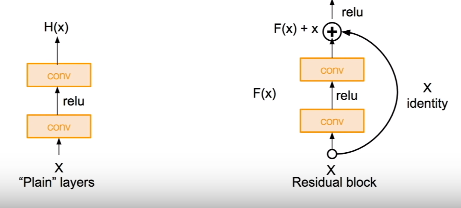 H(x)
conv
relu
conv
X
"Plain" layers
relu
F(x) + x
conv
F(x)
relu
conv
X
identity
X
Residual block